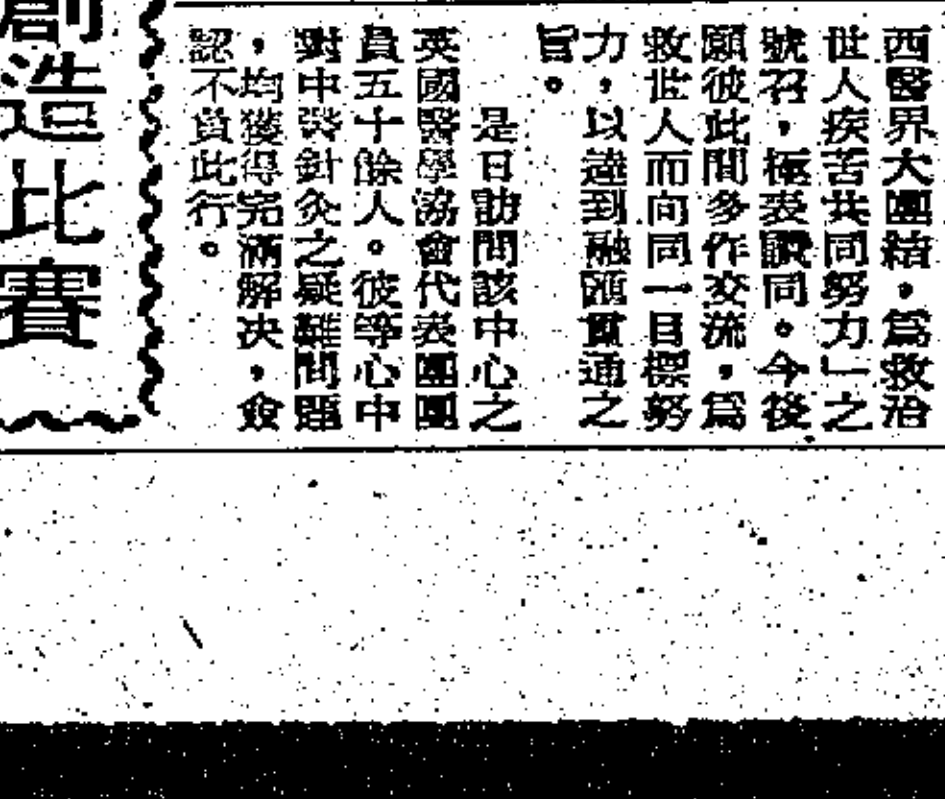 西醫界大團結,爲救治
世人疾苦共同努力」之
號召,極表讚同。今後
願彼此間多作交流,爲
救世人而向同一目標努
力,以達到融匯貫通之
旨。
是日訪問該中心之
英國醫學協會代表團團
員五十餘人。彼等心中
對中醫針灸之疑難問題
,均獲得完滿解决,僉
認不負此行。
創造比賽